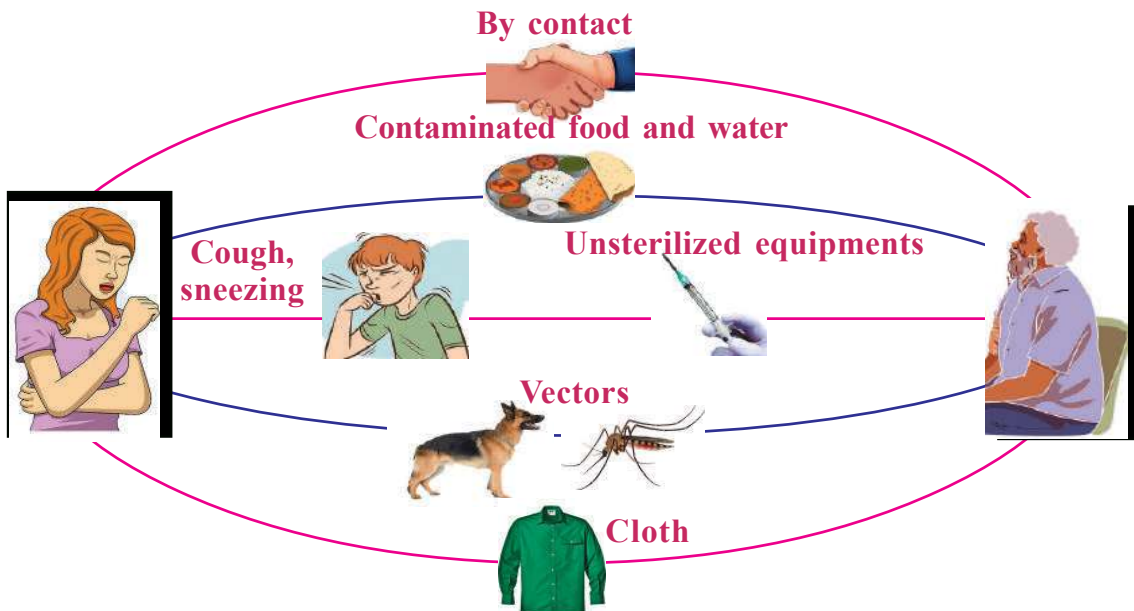 By contact
Contaminated food and water
Cough,
sneezing
Unsterilized equipments
Vectors
Cloth